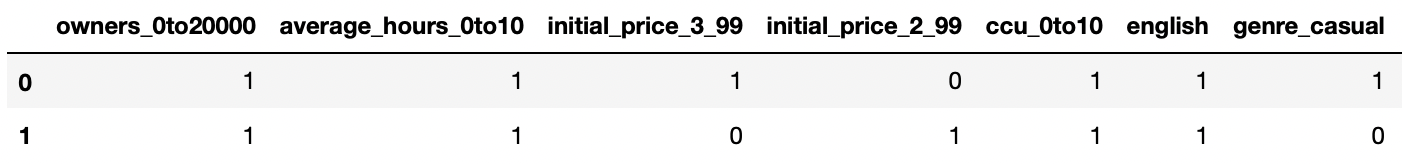 owners_0to20000 average_hours_0to10 initial_price_3_99 initial_price_2_99 ccu_0to10 english genre_casual
0 1 1 1 0 1 1 1
1 1 1 0 1 1 1 0